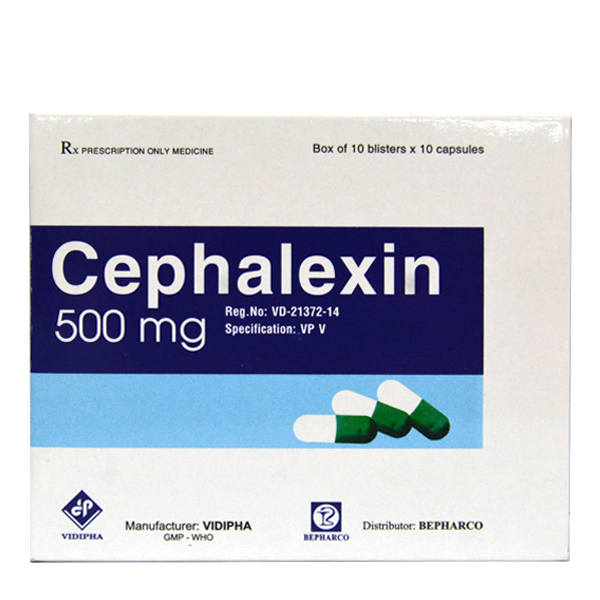 Rx PRESCRIPTION ONLY MEDICINE
Box of 10 blisters x 10 capsules
Cephalexin
500 mg
Reg.No: VD-21372-14
Specification: VP V
VIDIPHA
Manufacturer: VIDIPHA
GMP - WHO
BEPHARCO
Distributor: BEPHARCO